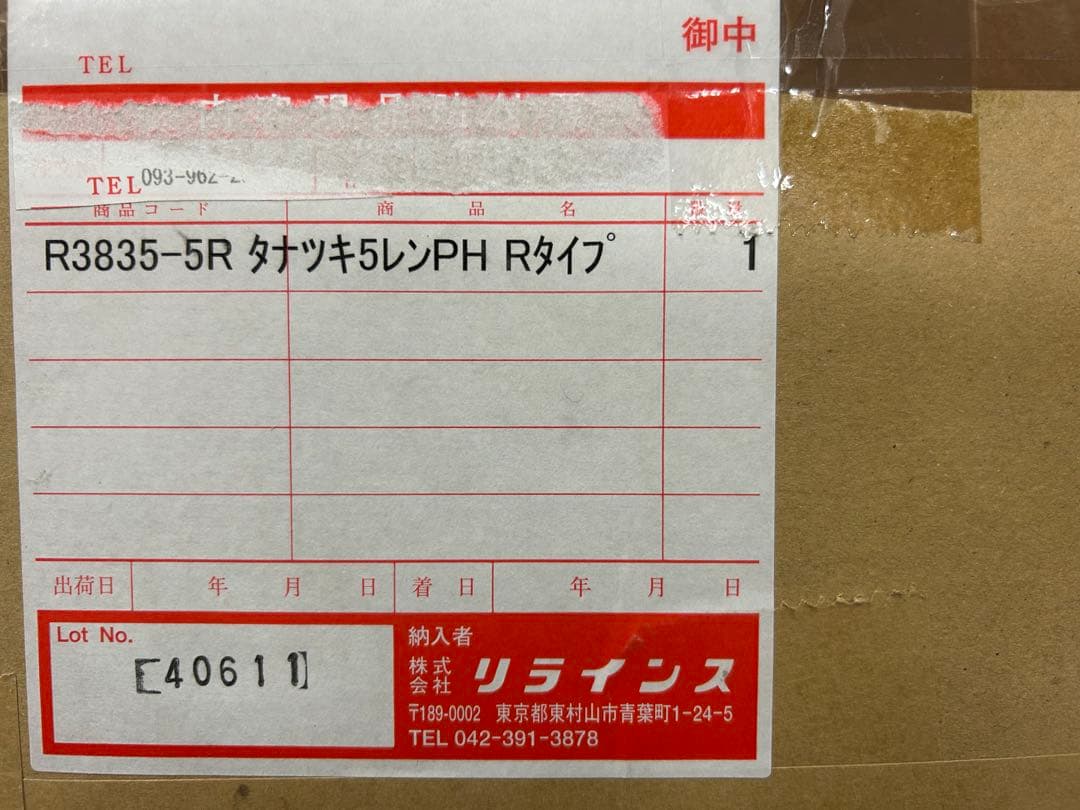 御中
TEL
TEL 093-962-2
商品コード 商品名 数量
R3835-5R タナツキ5レンPH Rタイプ 1
出荷日 年 月 日 着日 年 月 日
Lot No.
[40611]
納入者
株式会社 リラインス
〒189-0002 東京都東村山市青葉町1-24-5
TEL 042-391-3878